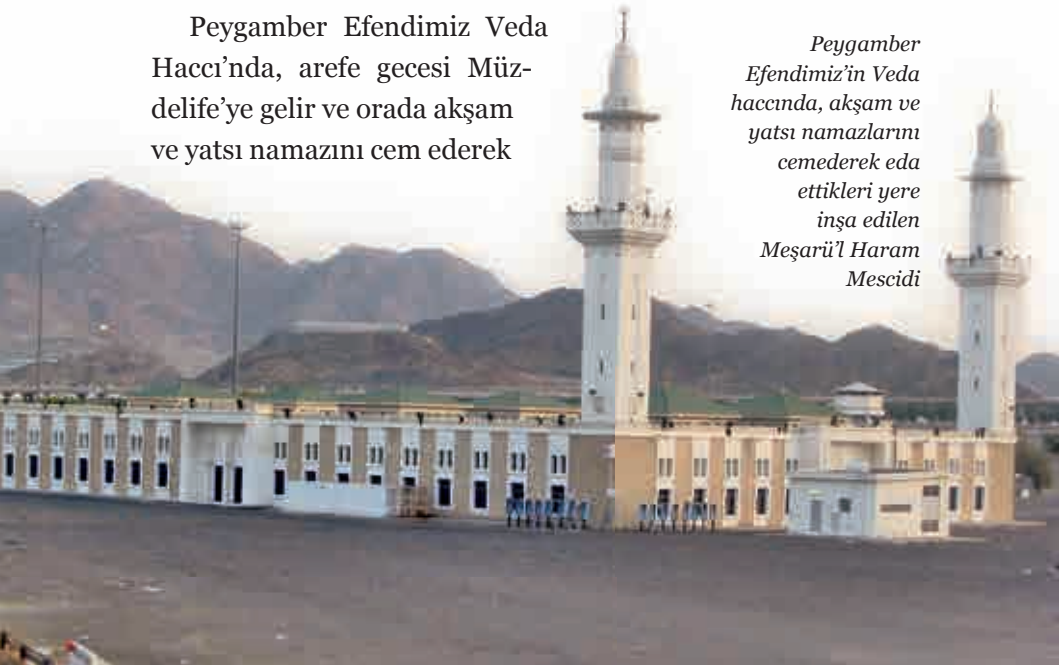 Peygamber Efendimiz Veda
Haccı’nda, arefe gecesi Müz-
delife’ye gelir ve orada akşam
ve yatsı namazını cem ederek
Peygamber
Efendimiz’in Veda
haccında, akşam ve
yatsı namazlarını
cemederek eda
ettikleri yere
inşa edilen
Meşarü’l Haram
Mescidi